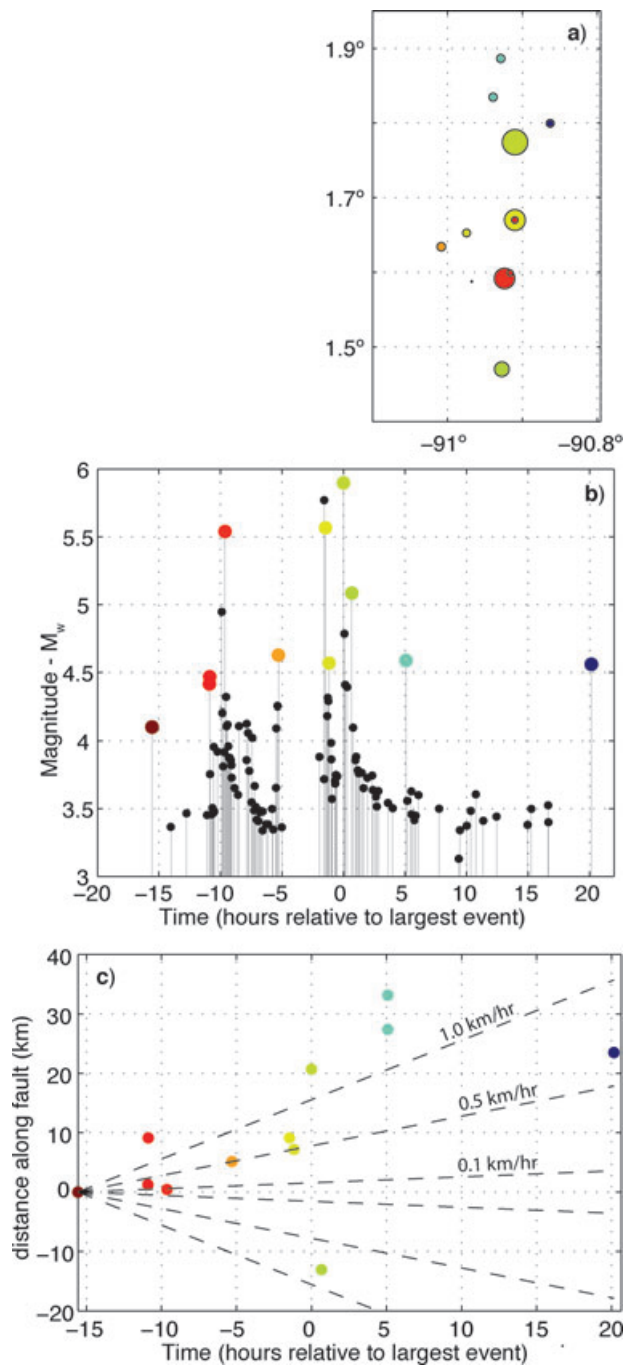 a)
1.9°
1.7°
1.5°
−91° −90.8°
b)
6
5.5
5
4.5
4
3.5
3
Magnitude - Mw
−20 −15 −10 −5 0 5 10 15 20
Time (hours relative to largest event)
c)
40
30
20
10
0
−10
−20
distance along fault (km)
1.0 km/hr
0.5 km/hr
0.1 km/hr
−15 −10 −5 0 5 10 15 20
Time (hours relative to largest event)